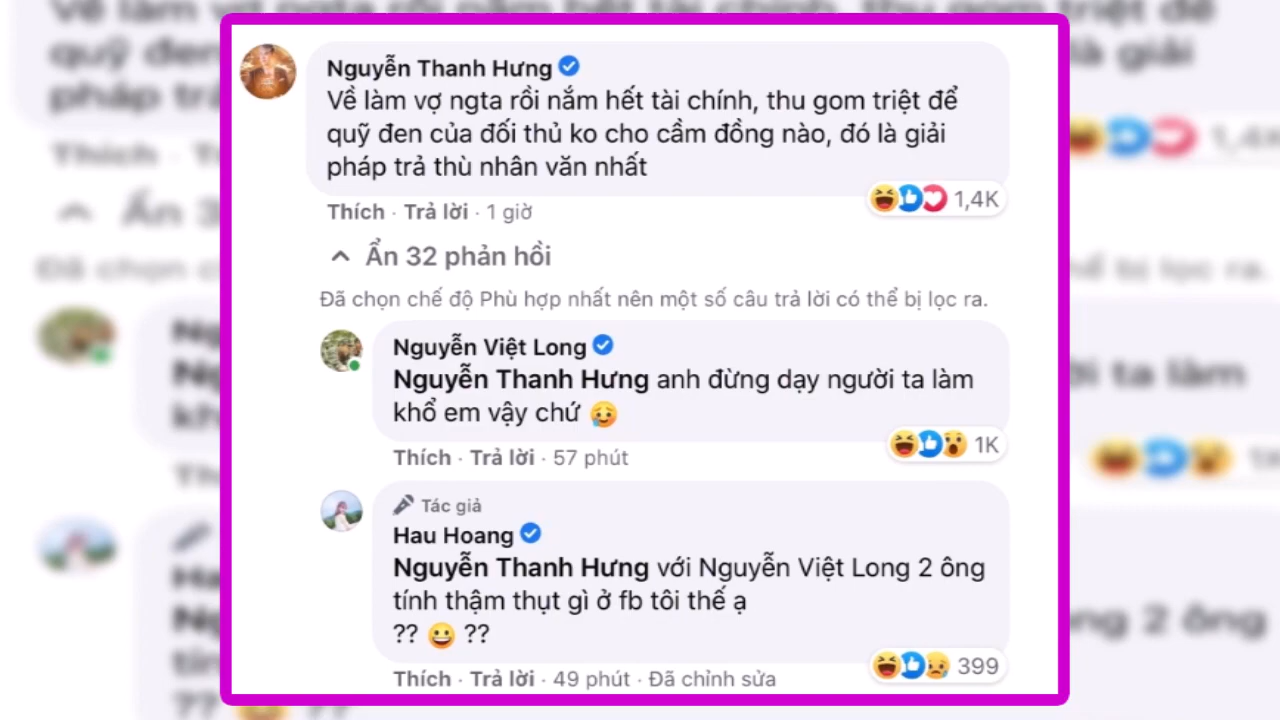 Nguyễn Thanh Hưng
Về làm vợ ngta rồi nắm hết tài chính, thu gom triệt để
quỹ đen của đối thủ ko cho cầm đồng nào, đó là giải
pháp trả thù nhân văn nhất
1,4K
Thích · Trả lời · 1 giờ
Ẩn 32 phản hồi
Đã chọn chế độ Phù hợp nhất nên một số câu trả lời có thể bị lọc ra.
Nguyễn Việt Long
Nguyễn Thanh Hưng anh đừng dạy người ta làm
khổ em vậy chứ 😥
1K
Thích · Trả lời · 57 phút
Tác giả
Hau Hoang
Nguyễn Thanh Hưng với Nguyễn Việt Long 2 ông
tính thậm thụt gì ở fb tôi thế ạ
?? 😀 ??
399
Thích · Trả lời · 49 phút · Đã chỉnh sửa